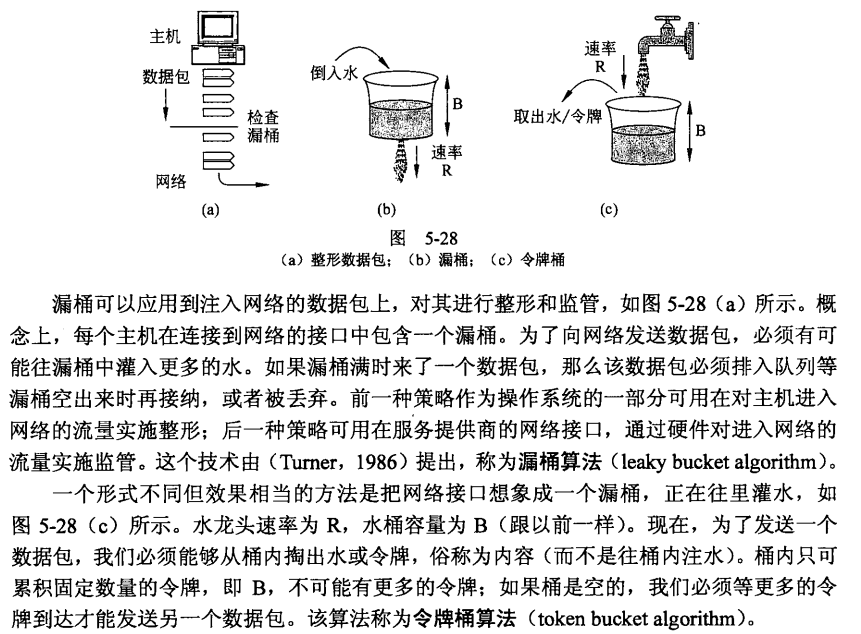 主机
数据包
检查
漏桶
网络
(a)
倒入水
B
速率
R
(b)
速率
R
取出水/令牌
B
(c)
图 5-28
（a）整形数据包；（b）漏桶；（c）令牌桶
漏桶可以应用到注入网络的数据包上，对其进行整形和监管，如图 5-28（a）所示。概
念上，每个主机在连接到网络的接口中包含一个漏桶。为了向网络发送数据包，必须有可
能往漏桶中灌入更多的水。如果漏桶满时来了一个数据包，那么该数据包必须排入队列等
漏桶空出来时再接纳，或者被丢弃。前一种策略作为操作系统的一部分可用在对主机进入
网络的流量实施整形；后一种策略可用在服务提供商的网络接口，通过硬件对进入网络的
流量实施监管。这个技术由（Turner，1986）提出，称为漏桶算法（leaky bucket algorithm）。
一个形式不同但效果相当的方法是把网络接口想象成一个漏桶，正在往里灌水，如
图 5-28（c）所示。水龙头速率为 R，水桶容量为 B（跟以前一样）。现在，为了发送一个
数据包，我们必须能够从桶内掏出水或令牌，俗称为内容（而不是往桶内注水）。桶内只可
累积固定数量的令牌，即 B，不可能有更多的令牌；如果桶是空的，我们必须等更多的令
牌到达才能发送另一个数据包。该算法称为令牌桶算法（token bucket algorithm）。